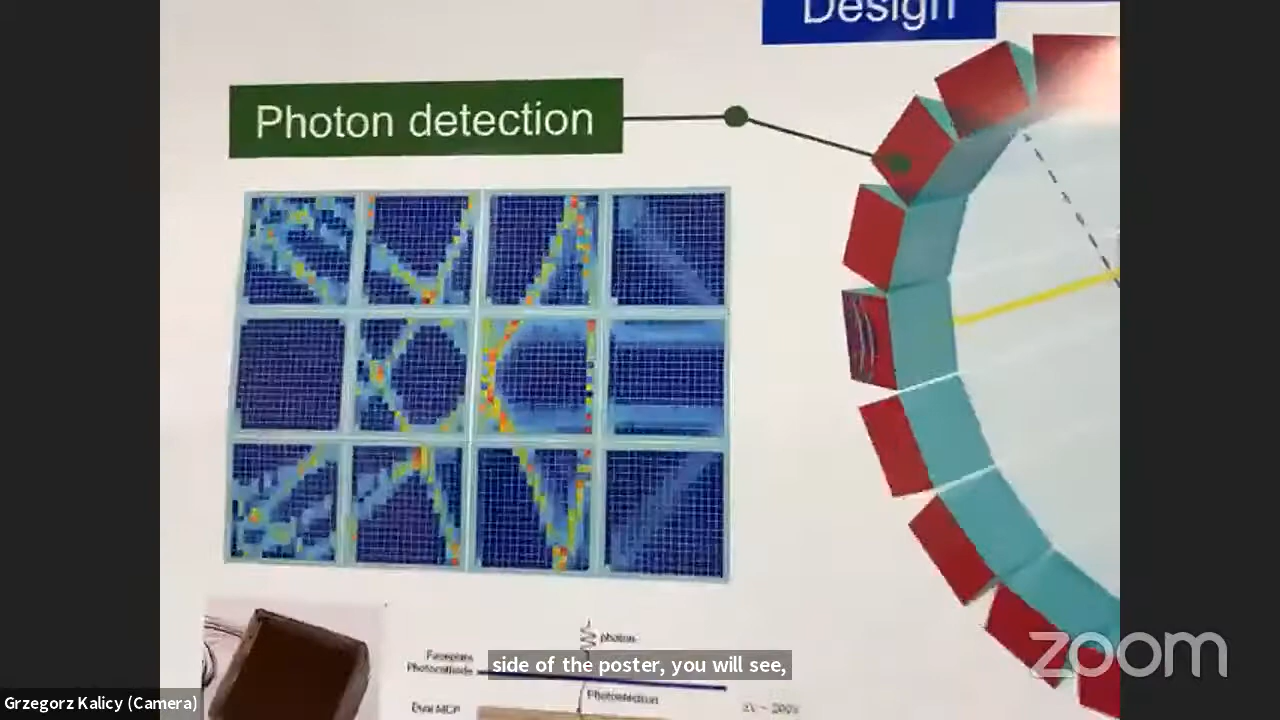 Design
Photon detection
photon
Faceplate
Photocathode
side of the poster, you will see,
Photodetection
Dual MCP
zoom
Grzegorz Kalicy (Camera)